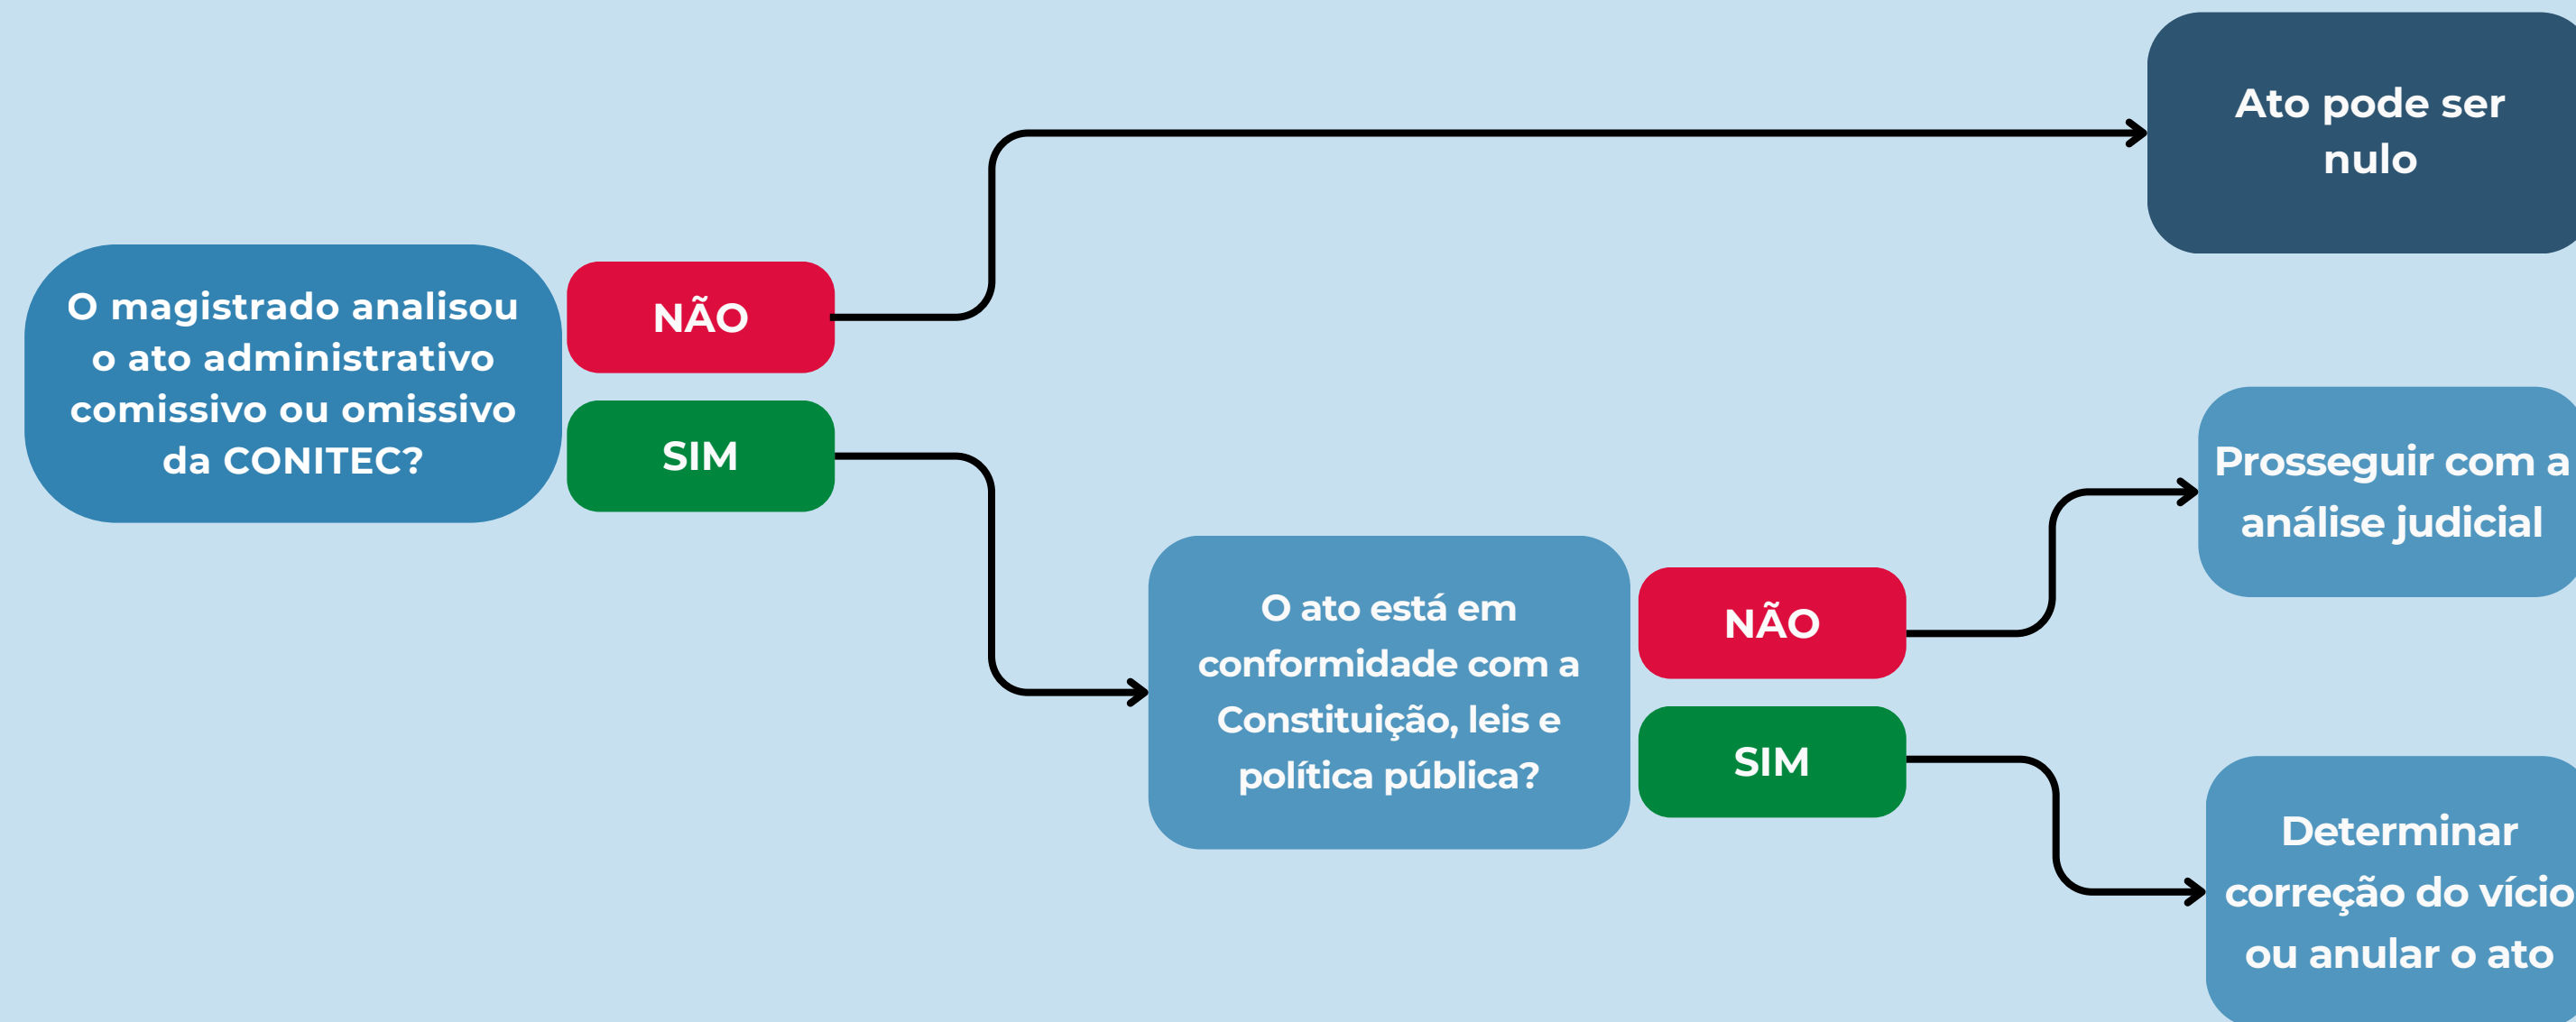 O magistrado analisou
o ato administrativo
comissivo ou omissivo
da CONITEC?
NÃO
SIM
Ato pode ser
nulo
O ato está em
conformidade com a
Constituição, leis e
política pública?
NÃO
SIM
Prosseguir com a
análise judicial
Determinar
correção do vício
ou anular o ato